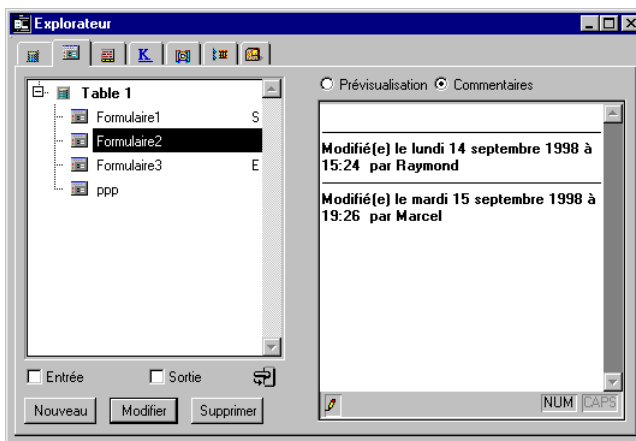 Explorateur
K
Prévisualisation Commentaires
Table 1
Formulaire1 S
Formulaire2
Formulaire3 E
ppp
Modifié(e) le lundi 14 septembre 1998 à
15:24 par Raymond
Modifié(e) le mardi 15 septembre 1998 à
19:26 par Marcel
Entrée Sortie
Nouveau Modifier Supprimer
NUM CAPS